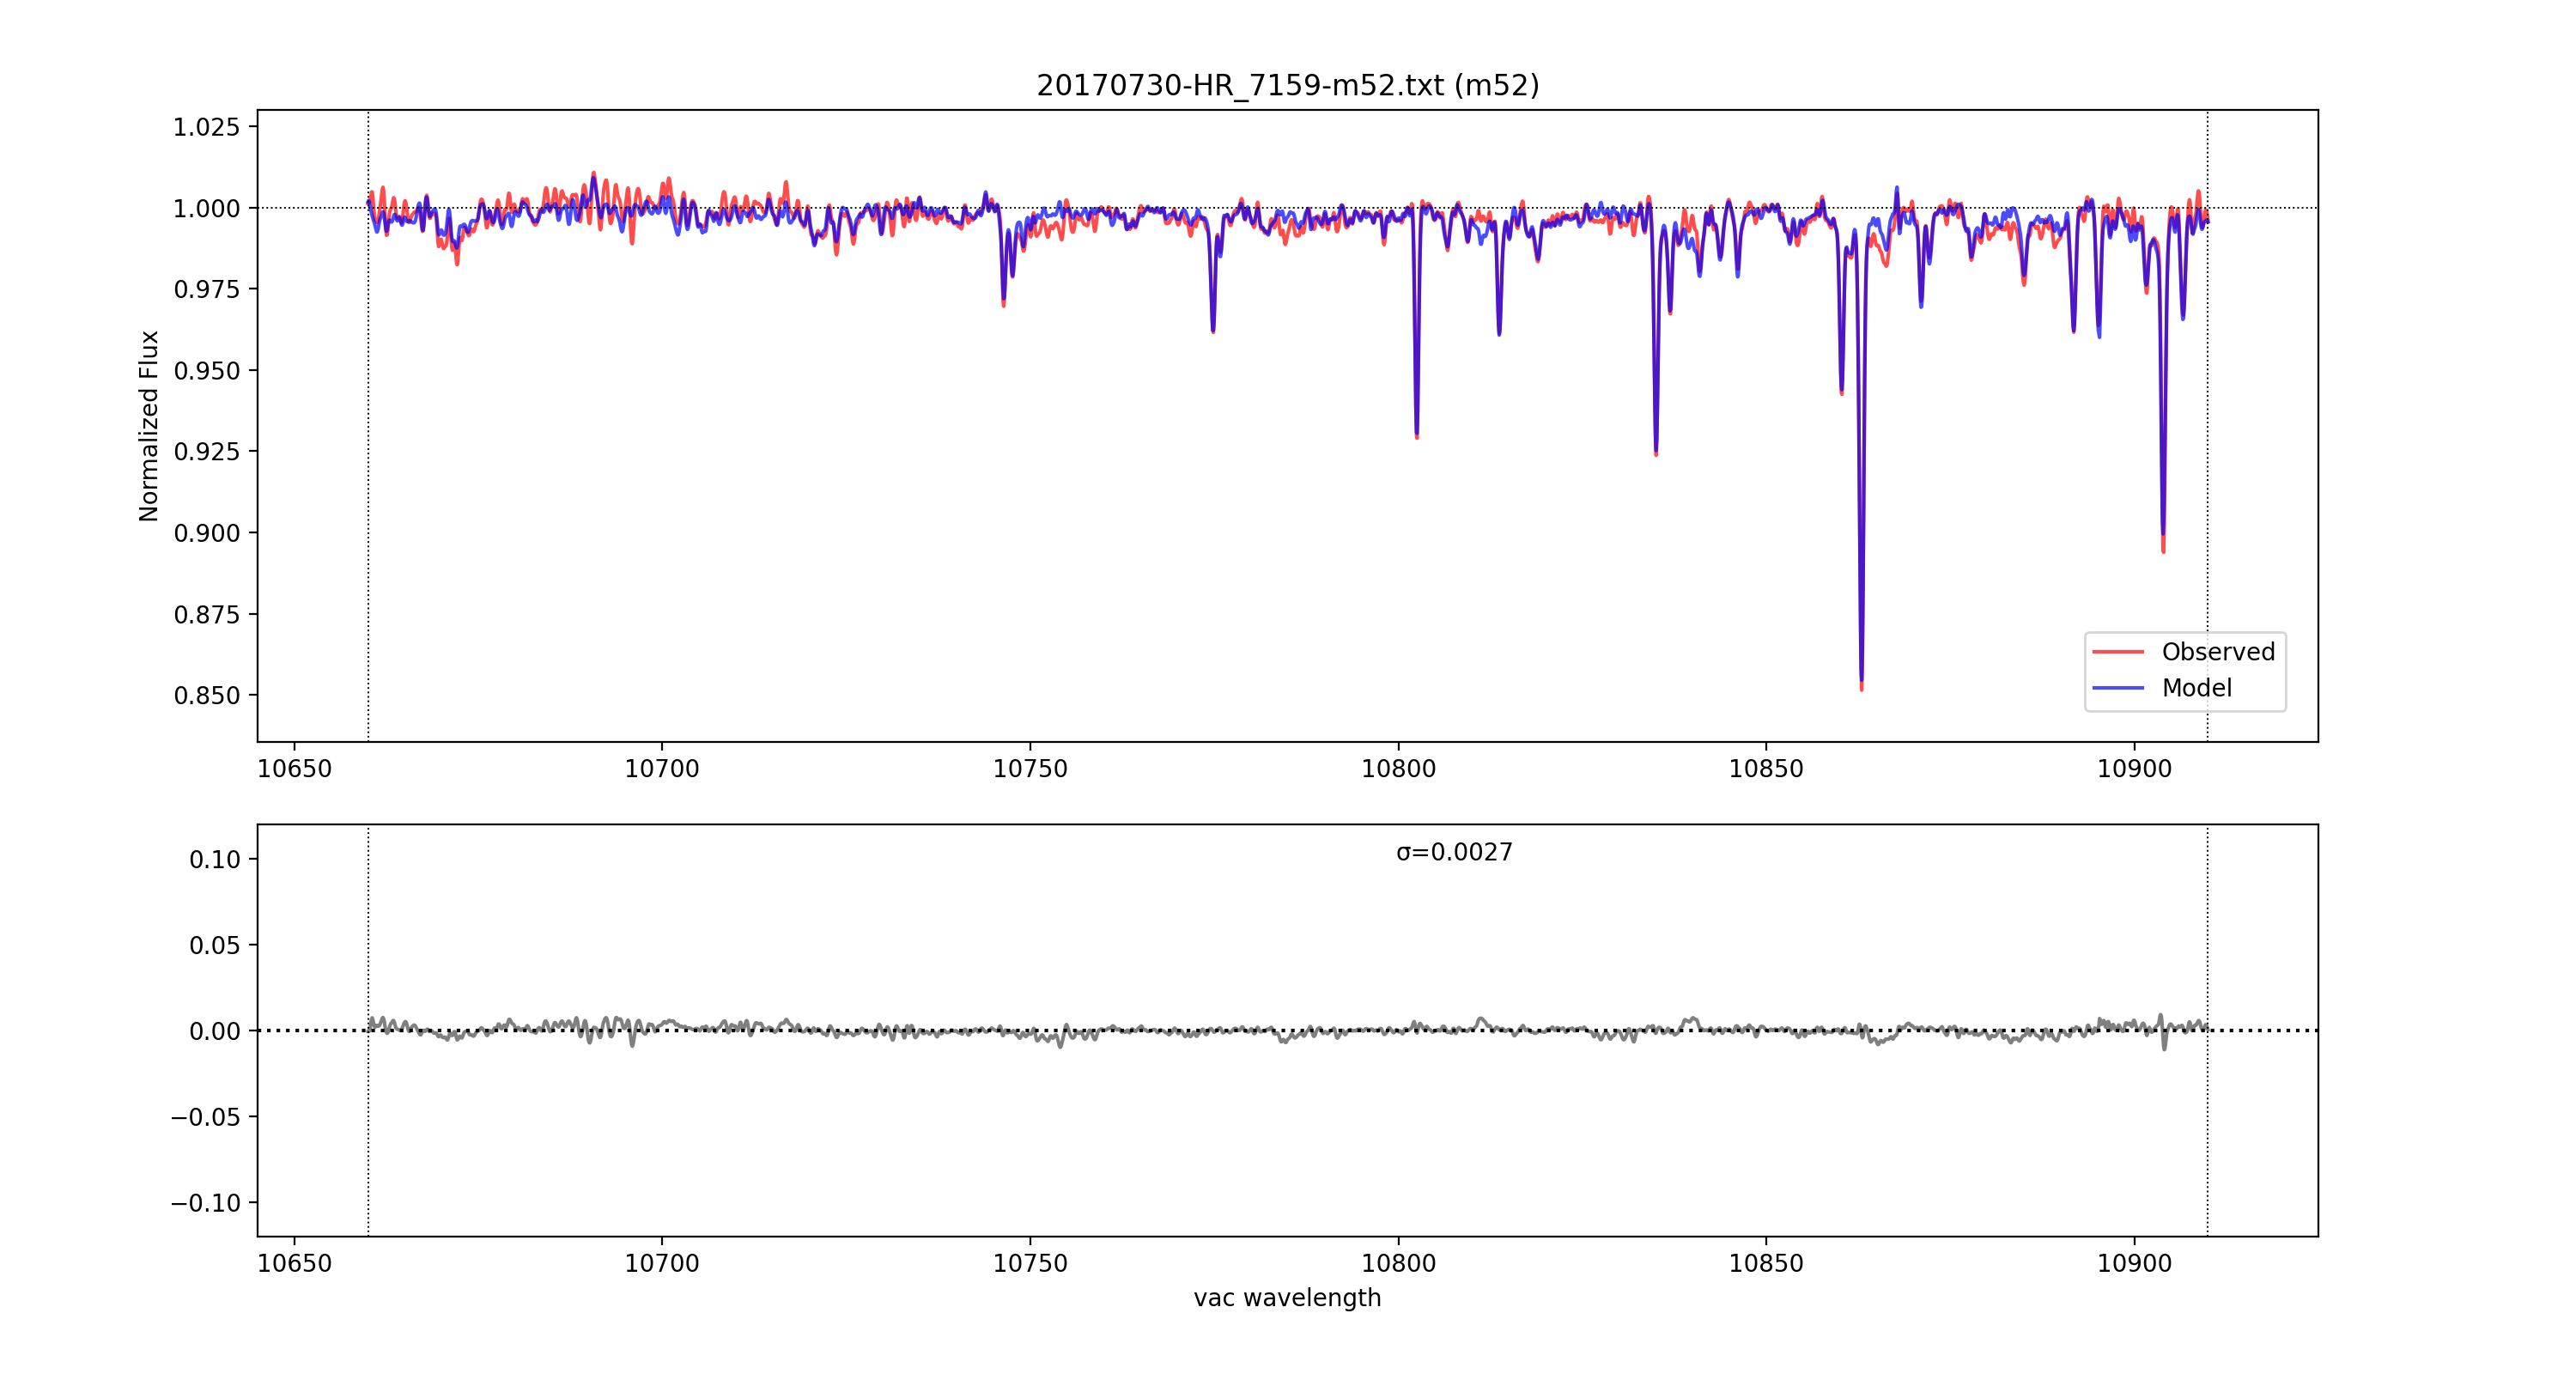 20170730-HR_7159-m52.txt (m52)
1.025
1.000
0.975
0.950
0.925
0.900
0.875
0.850
Normalized Flux
Observed
Model
10650 10700 10750 10800 10850 10900
σ=0.0027
0.10
0.05
0.00
−0.05
−0.10
10650 10700 10750 10800 10850 10900
vac wavelength